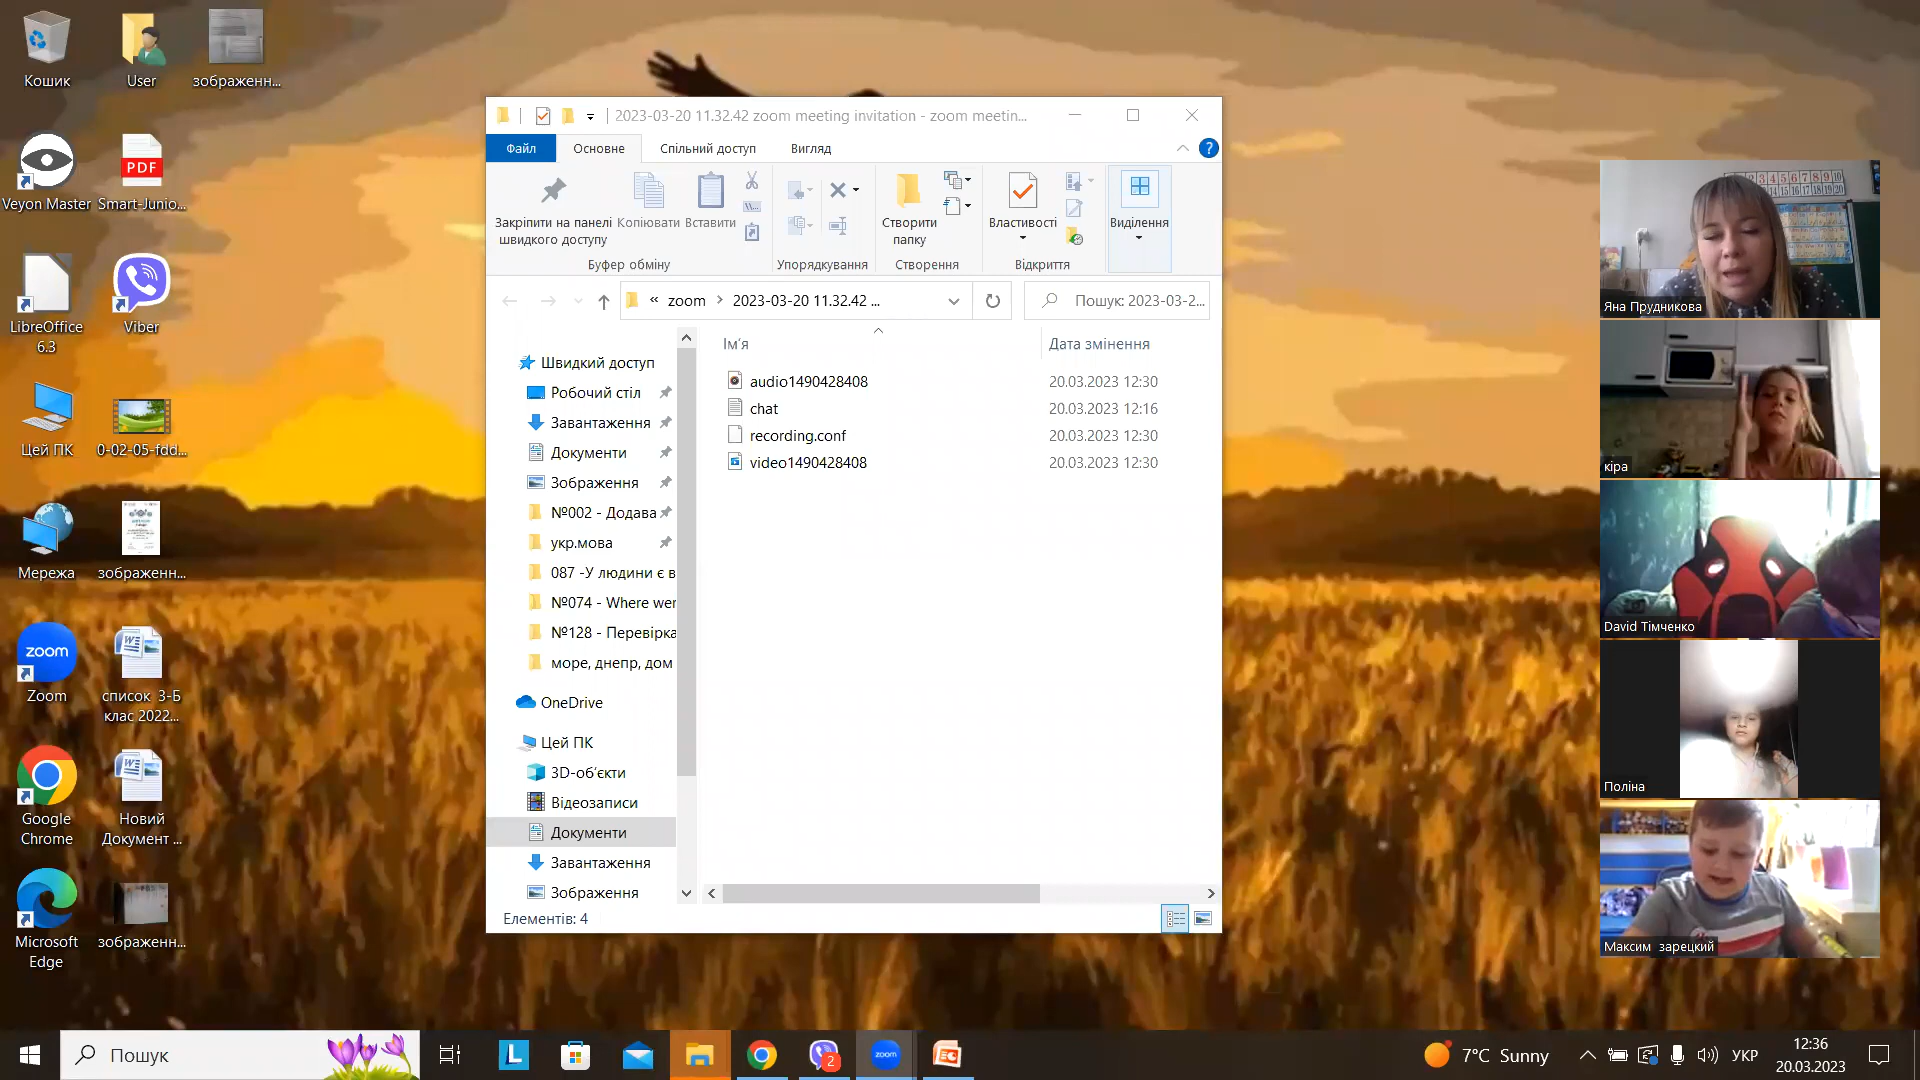 Кошик
User
зображенн...
Veyon Master
Smart-Junio...
LibreOffice
6.3
Viber
Цей ПК
0-02-05-fdd...
Мережа
зображенн...
zoom
Zoom
список 3-Б
клас 2022...
Google
Chrome
Новий
Документ ...
Microsoft
Edge
зображенн...
PDF
2023-03-20 11.32.42 zoom meeting invitation - zoom meetin...
Файл
Основне
Спільний доступ
Вигляд
Закріпити на панелі
швидкого доступу
Копіювати
Вставити
Створити
папку
Властивості
Виділення
Буфер обміну
Упорядкування
Створення
Відкриття
« zoom > 2023-03-20 11.32.42 ...
Пошук: 2023-03-2...
Ім'я
Дата змінення
audio1490428408 20.03.2023 12:30
chat 20.03.2023 12:16
recording.conf 20.03.2023 12:30
video1490428408 20.03.2023 12:30
Швидкий доступ
Робочий стіл
Завантаження
Документи
Зображення
№002 - Додава
укр.мова
087 -У людини є в
№074 - Where wer
№128 - Перевірка
море, днепр, дом
OneDrive
Цей ПК
3D-об'єкти
Відеозаписи
Документи
Завантаження
Зображення
Елементів: 4
Яна Прудникова
кіра
David Тімченко
Поліна
Максим зарецкий
Пошук
L
2
zoom
7°C Sunny
УКР
12:36
20.03.2023